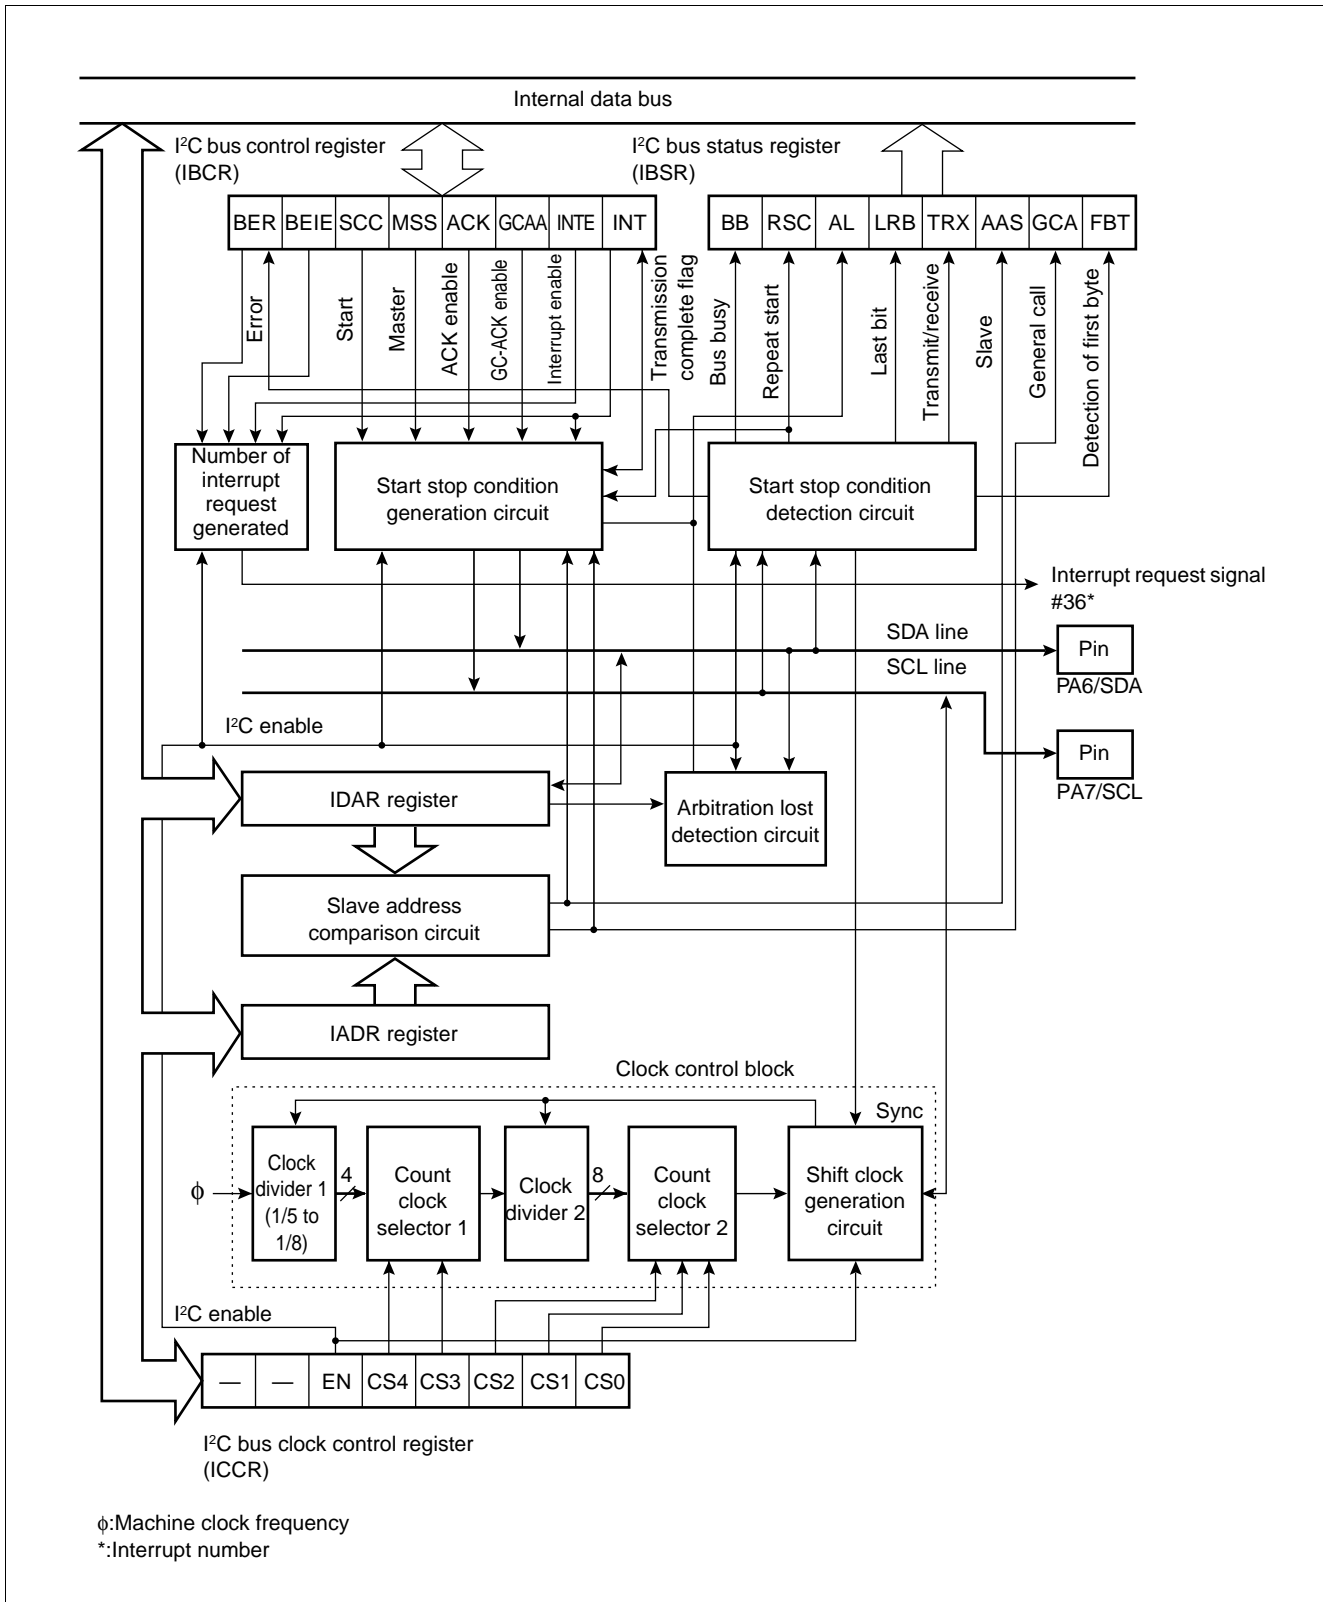 Internal data bus
I²C bus control register
(IBCR)
I²C bus status register
(IBSR)
BER BEIE SCC MSS ACK GCAA INTE INT
BB RSC AL LRB TRX AAS GCA FBT
Error
Start
Master
ACK enable
GC-ACK enable
Interrupt enable
Transmission
complete flag
Bus busy
Repeat start
Last bit
Transmit/receive
Slave
General call
Detection of first byte
Number of
interrupt
request
generated
Start stop condition
generation circuit
Start stop condition
detection circuit
Interrupt request signal
#36*
SDA line
Pin
PA6/SDA
SCL line
I²C enable
Pin
PA7/SCL
IDAR register
Arbitration lost
detection circuit
Slave address
comparison circuit
IADR register
Clock control block
Sync
ϕ
Clock
divider 1
(1/5 to
1/8)
4
Count
clock
selector 1
Clock
divider 2
8
Count
clock
selector 2
Shift clock
generation
circuit
I²C enable
— — EN CS4 CS3 CS2 CS1 CS0
I²C bus clock control register
(ICCR)
ϕ:Machine clock frequency
*:Interrupt number